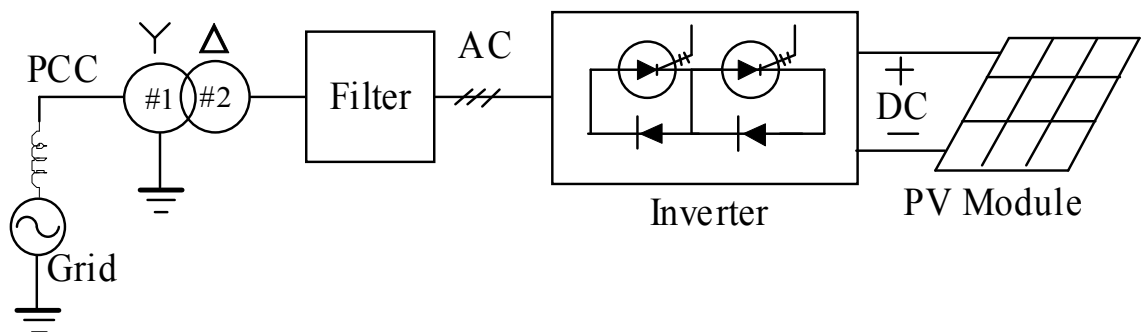 PCC
Y Δ
#1 #2
Filter
AC
+
DC
−
Inverter
PV Module
Grid